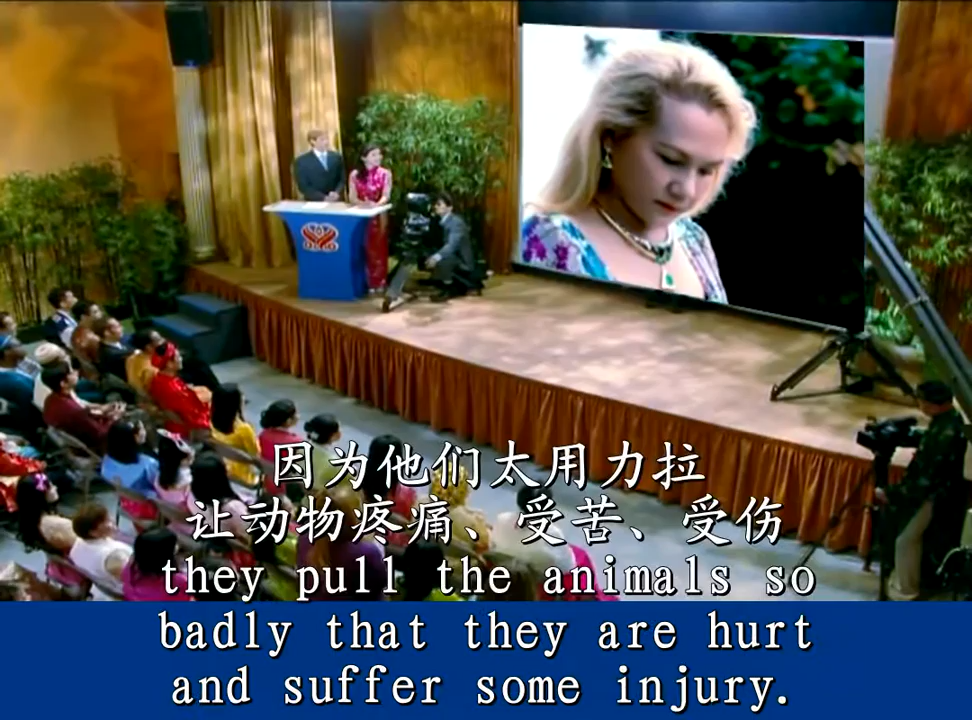 因为他们太用力拉
让动物疼痛、受苦、受伤
they pull the animals so
badly that they are hurt
and suffer some injury.